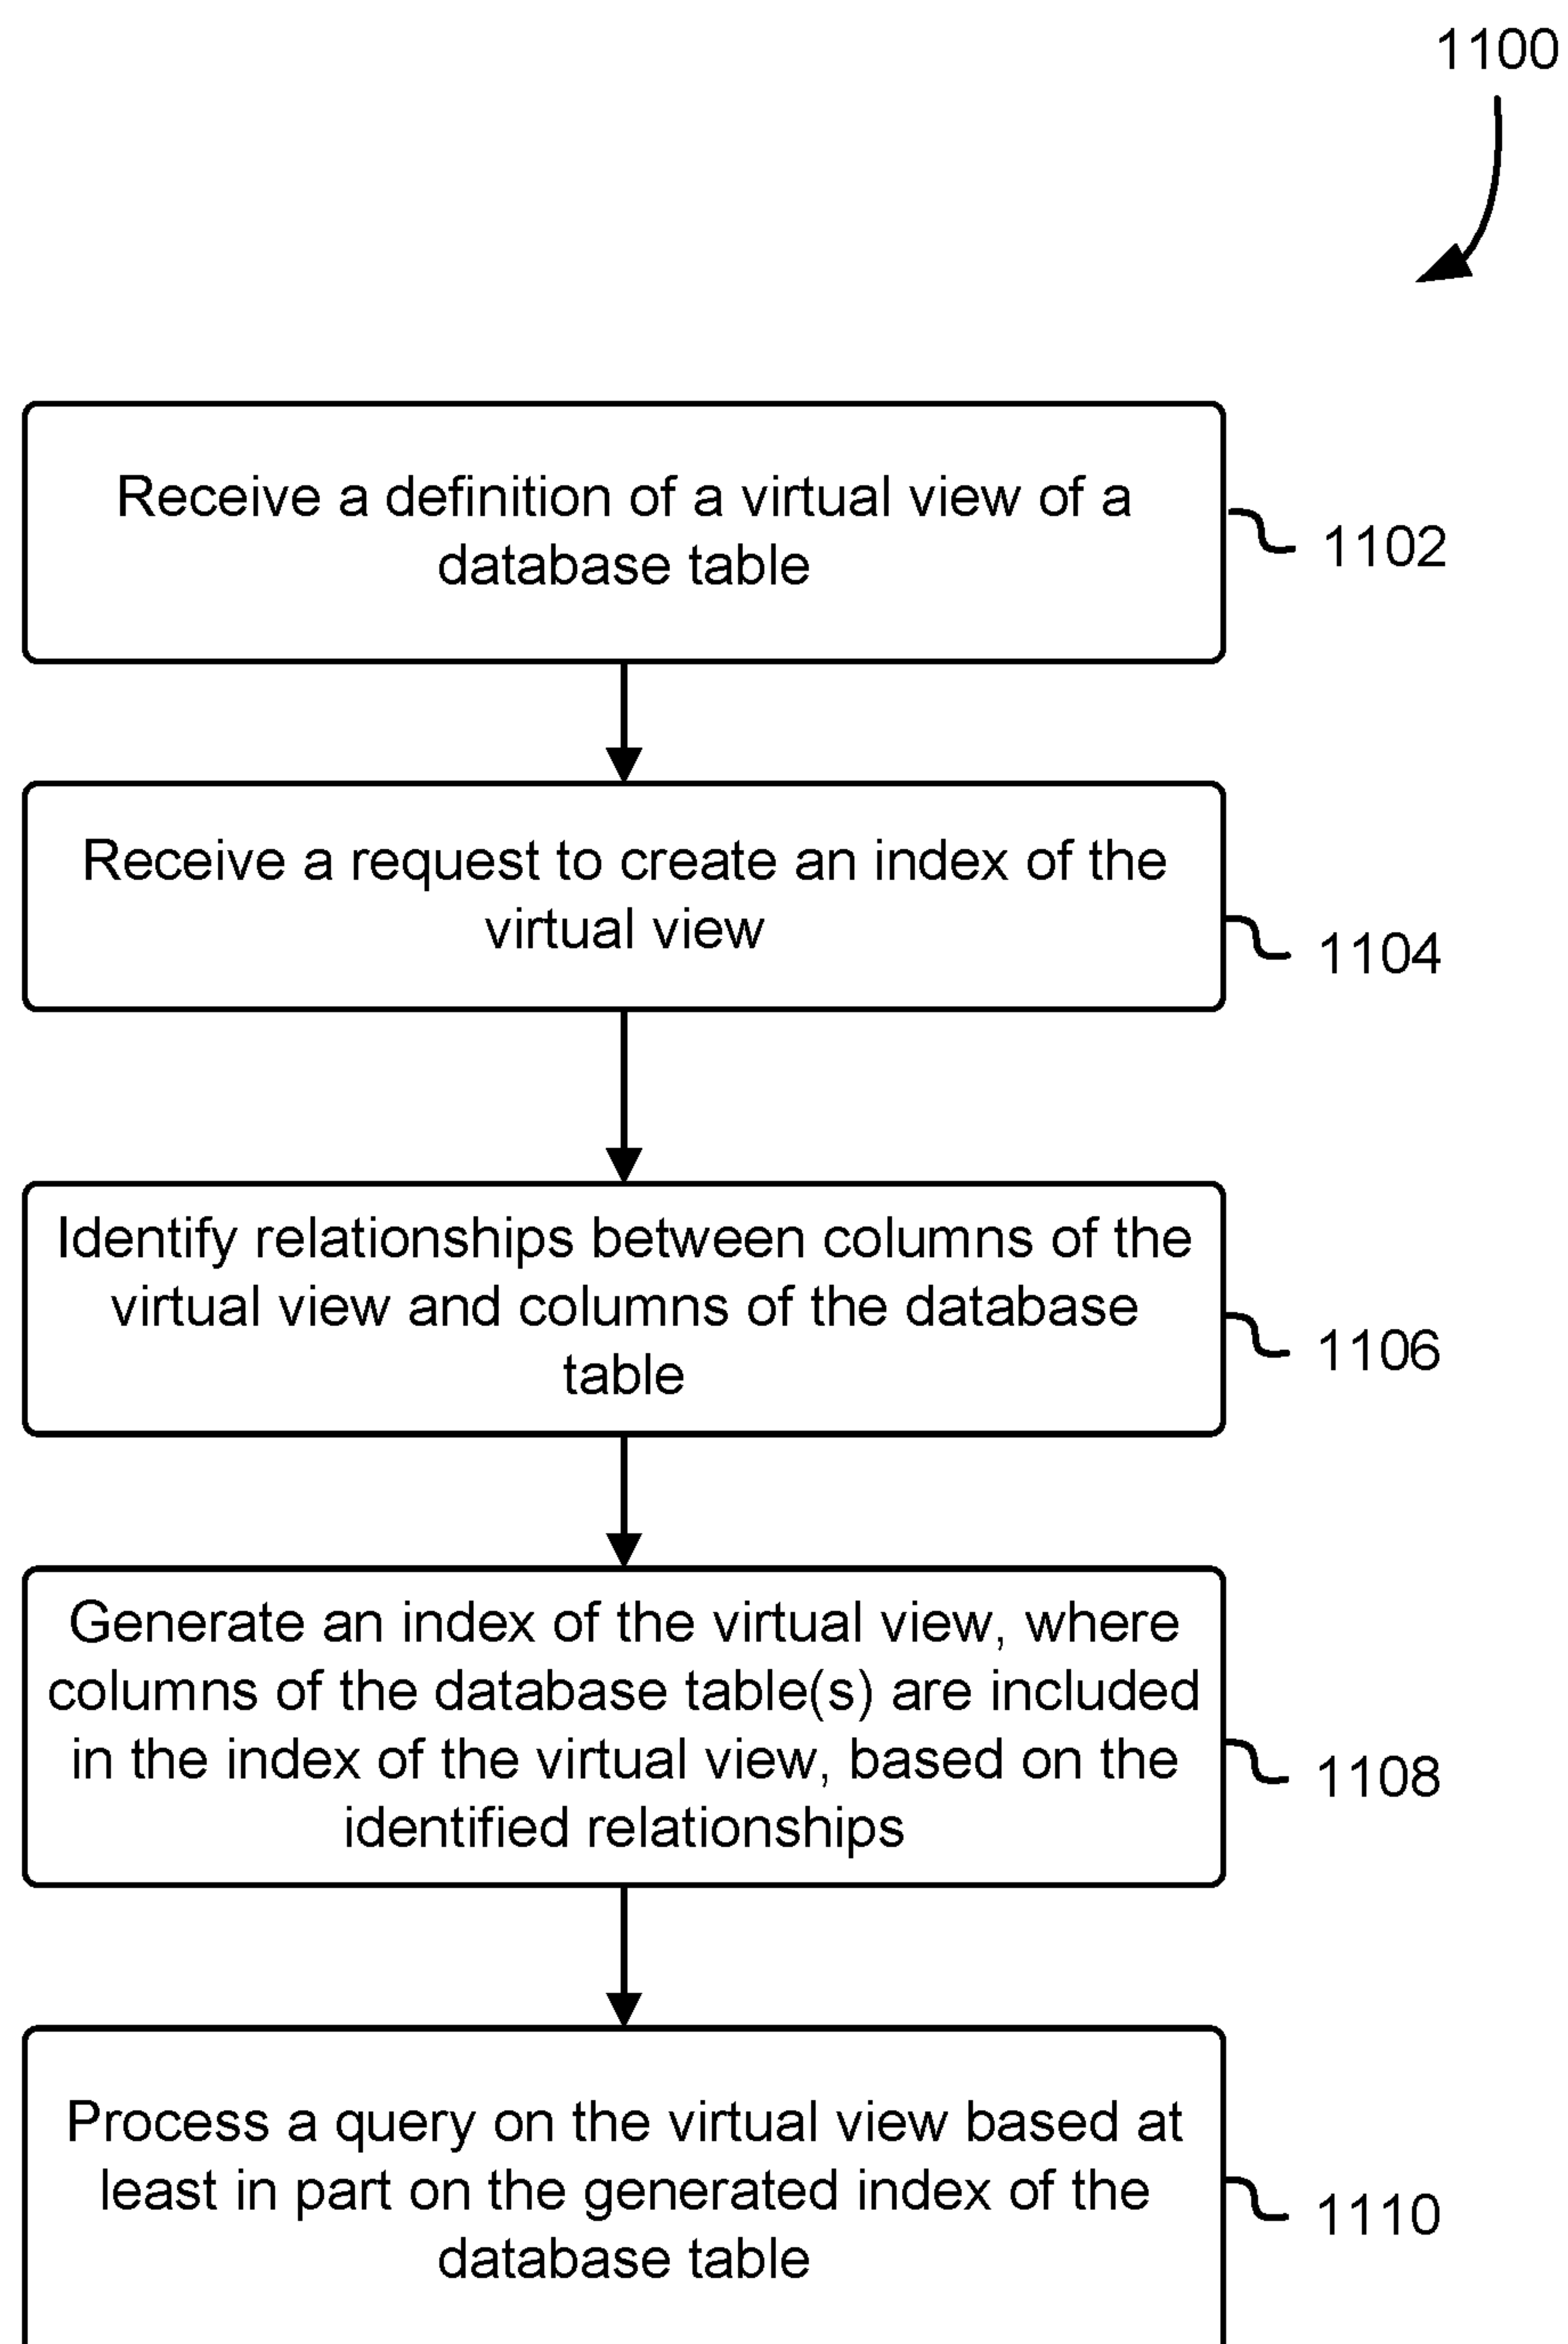 1100
Receive a definition of a virtual view of a
database table
1102
Receive a request to create an index of the
virtual view
1104
Identify relationships between columns of the
virtual view and columns of the database
table
1106
Generate an index of the virtual view, where
columns of the database table(s) are included
in the index of the virtual view, based on the
identified relationships
1108
Process a query on the virtual view based at
least in part on the generated index of the
database table
1110